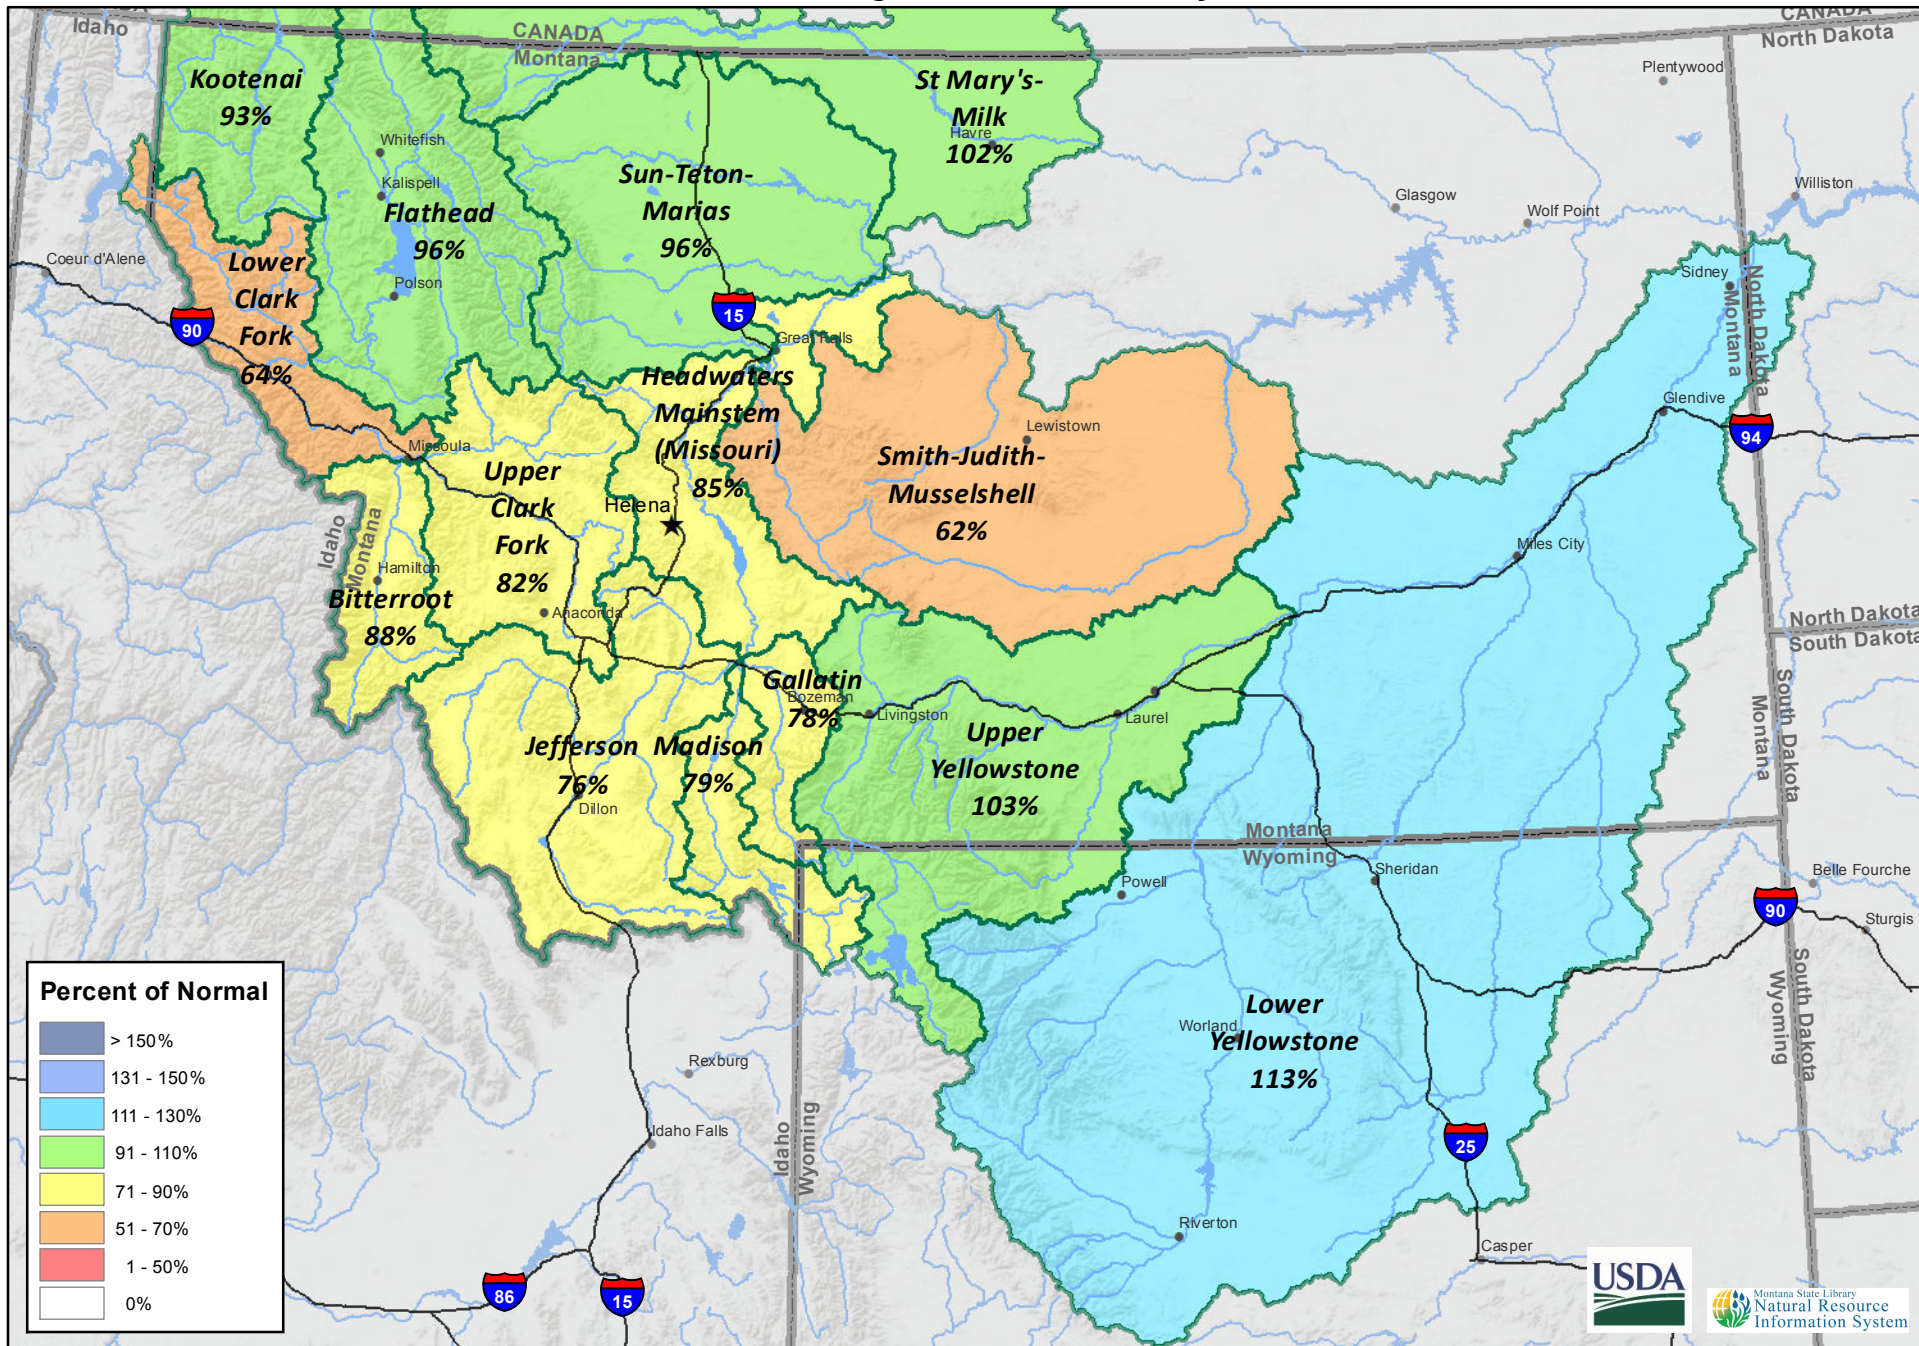 CANADA
Idaho
CANADA
Montana
CANADA
North Dakota
Kootenai
93%
St Mary's-
Milk
Havre
102%
Plentywood
Whitefish
Kalispell
Flathead
96%
Polson
Sun-Teton-
Marias
96%
Glasgow
Wolf Point
Williston
Coeur d'Alene
Lower
Clark
Fork
64%
90
15
Great Falls
Sidney
North Dakota
Montana
Headwaters
Mainstem
(Missouri)
85%
Glendive
94
Lewistown
Missoula
Upper
Clark
Fork
82%
Helena
Smith-Judith-
Musselshell
62%
Idaho
Montana
Hamilton
Bitterroot
88%
Anaconda
Miles City
North Dakota
South Dakota
Gallatin
Bozeman
78%
Livingston
Laurel
Jefferson
76%
Dillon
Madison
79%
Upper
Yellowstone
103%
South Dakota
Montana
Montana
Wyoming
Powell
Sheridan
Belle Fourche
90
Sturgis
South Dakota
Wyoming
Lower
Yellowstone
113%
Worland
Rexburg
Idaho Falls
Idaho
Wyoming
25
Riverton
Casper
86
15
Percent of Normal
> 150%
131 - 150%
111 - 130%
91 - 110%
71 - 90%
51 - 70%
1 - 50%
0%
USDA
Montana State Library
Natural Resource
Information System